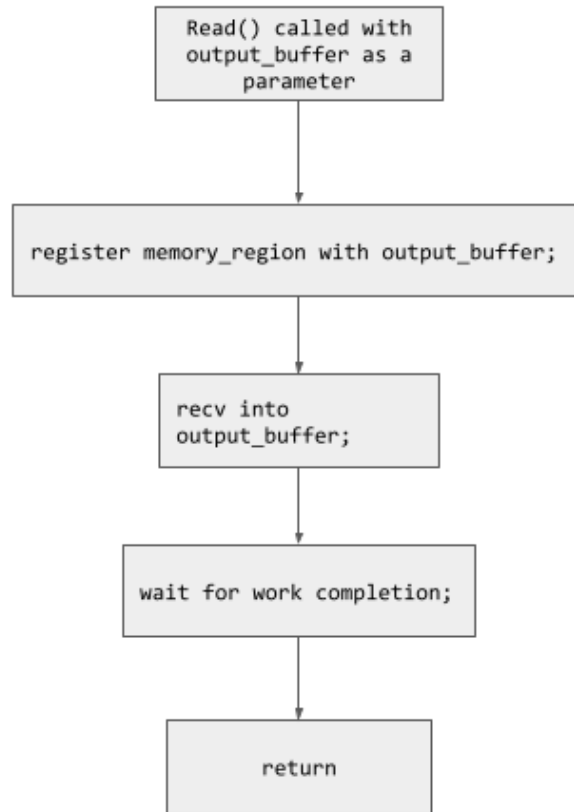 Read() called with
output_buffer as a
parameter
register memory_region with output_buffer;
recv into
output_buffer;
wait for work completion;
return